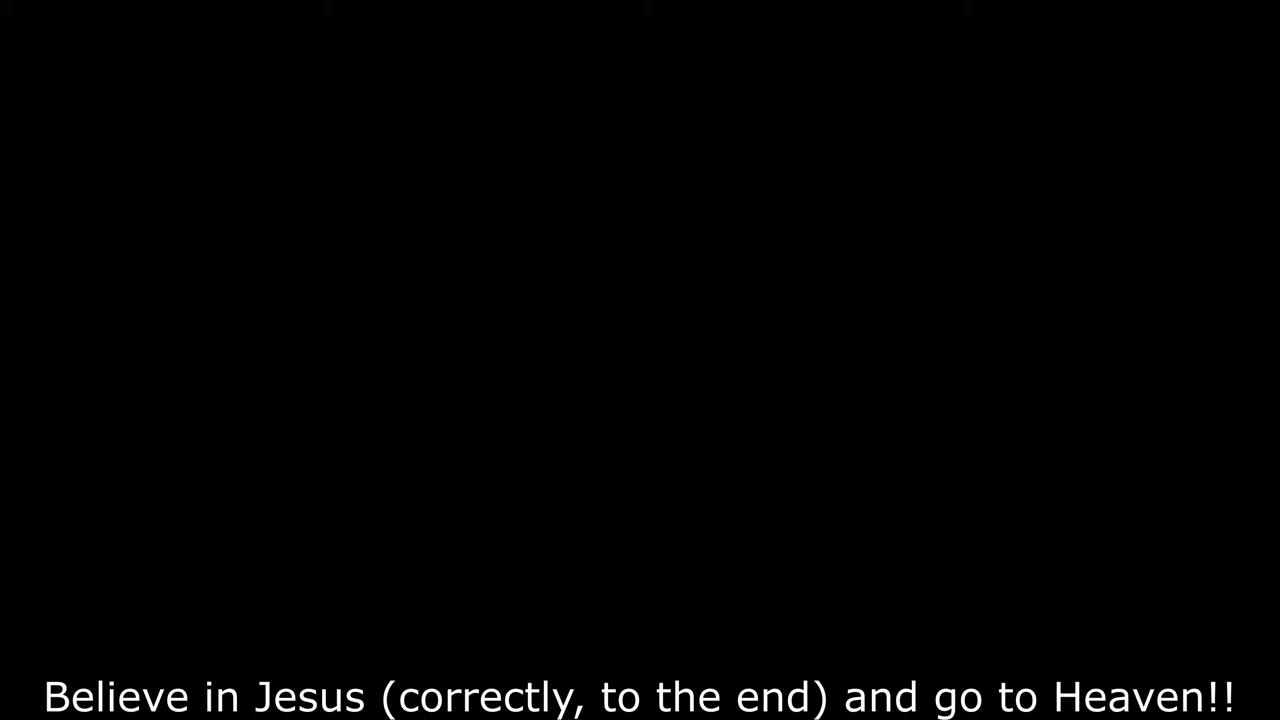 Believe in Jesus (correctly, to the end) and go to Heaven!!